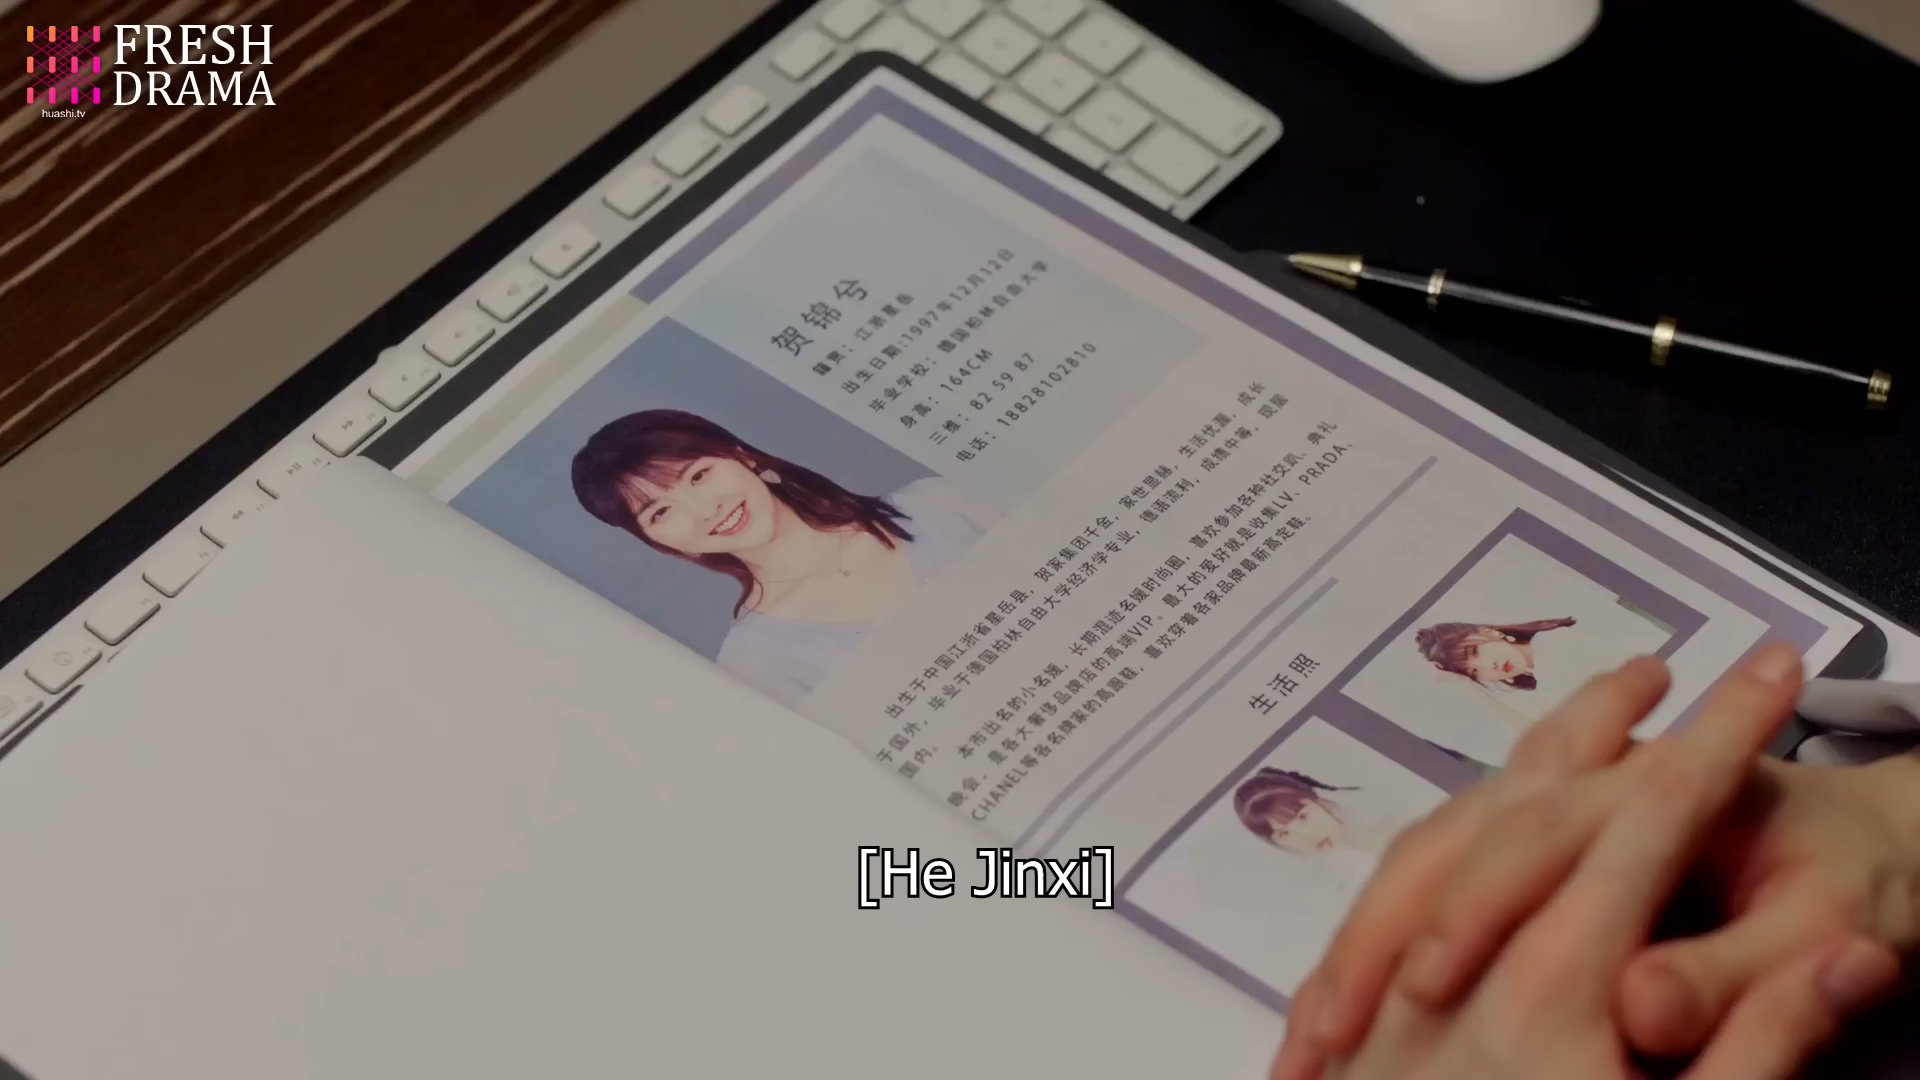 FRESH
DRAMA
huashi.tv
贺锦兮
籍贯：江浙星岳
出生日期:1997年12月12日
毕业学校：德国柏林自由大学
身高：164CM
三维：82 59 87
电话：18828102810
出生于中国江浙省星岳县，贺家集团千金，家世显赫，生活优渥，成长
于国外，毕业于德国柏林自由大学经济学专业，德语流利，成绩中等，现居
国内。
本市出名的小名媛，长期混迹名媛时尚圈，喜欢参加各种社交趴、典礼
晚会，是各大奢侈品牌店的高端VIP。最大的爱好就是收集LV、PRADA、
CHANEL等各名牌家的高跟鞋，喜欢穿着各家品牌最新高定鞋。
生活照
[He Jinxi]